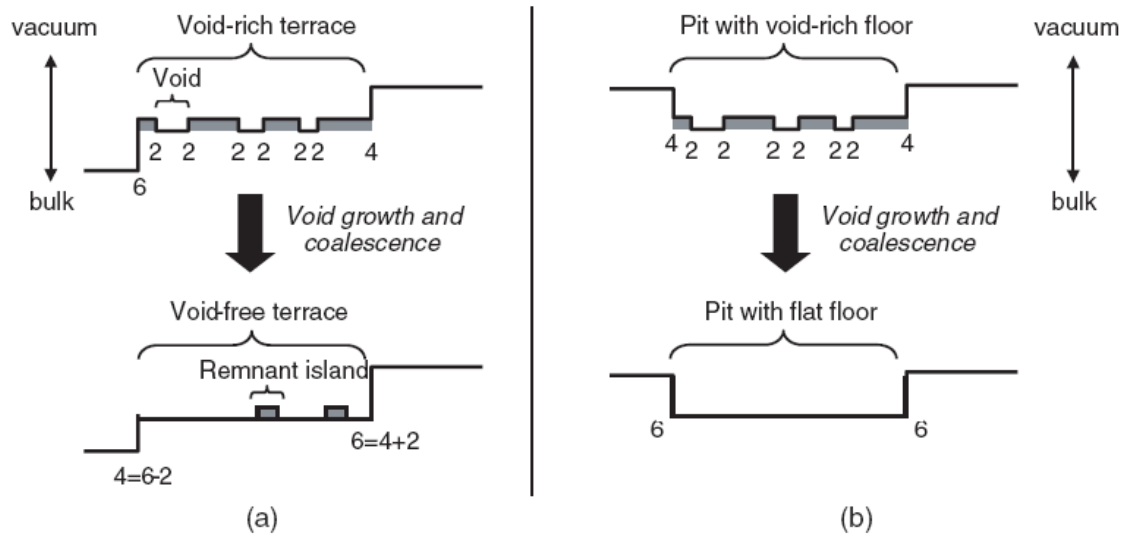 vacuum
bulk
Void-rich terrace
Void
2 2 2 2 2 2 4
6
Void growth and
coalescence
Void-free terrace
Remnant island
6=4+2
4=6-2
(a)
Pit with void-rich floor
4 2 2 2 2 2 2 4
vacuum
bulk
Void growth and
coalescence
Pit with flat floor
6 6
(b)